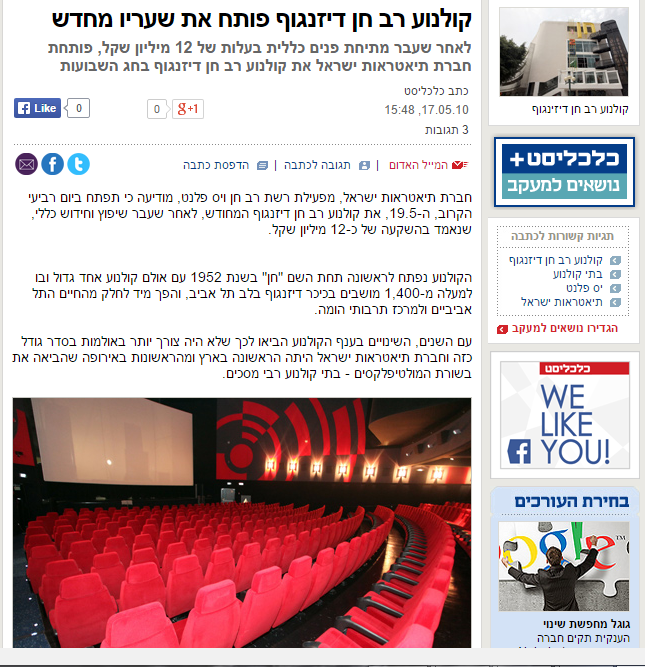 קולנוע רב חן דיזנגוף פותח את שעריו מחדש
לאחר שעבר מתיחת פנים כללית בעלות של 12 מיליון שקל, פותחת
חברת תיאטראות ישראל את קולנוע רב חן דיזנגוף בחג השבועות
כתב כלכליסט
17.05.10, 15:48
3 תגובות
Like 0
0 g+1
המייל האדום | תגובה לכתבה | הדפסת כתבה
חברת תיאטראות ישראל, מפעילת רשת רב חן ויס פלנט, מודיעה כי תפתח ביום רביעי
הקרוב, ה-19.5, את קולנוע רב חן דיזנגוף המחודש, לאחר שעבר שיפוץ וחידוש כללי,
שנאמד בהשקעה של כ-12 מיליון שקל.
הקולנוע נפתח לראשונה תחת השם "חן" בשנת 1952 עם אולם קולנוע אחד גדול ובו
למעלה מ-1,400 מושבים בכיכר דיזנגוף בלב תל אביב, והפך מיד לחלק מהחיים התל
אביביים ולמרכז תרבותי הומה.
עם השנים, השינויים בענף הקולנוע הביאו לכך שלא היה צורך יותר באולמות בסדר גודל
כזה וחברת תיאטראות ישראל היתה הראשונה בארץ ומהראשונות באירופה שהביאה את
בשורת המולטיפלקסים - בתי קולנוע רבי מסכים.
קולנוע רב חן דיזנגוף
כלכליסט+
נושאים למעקב
תגיות קשורות לכתבה
קולנוע רב חן דיזנגוף
בתי קולנוע
יס פלנט
תיאטראות ישראל
הגדירו נושאים למעקב
כלכליסט
WE
LIKE
YOU!
בחירת העורכים
ogle™
גוגל מחפשת שינוי
הענקית תקים חברה